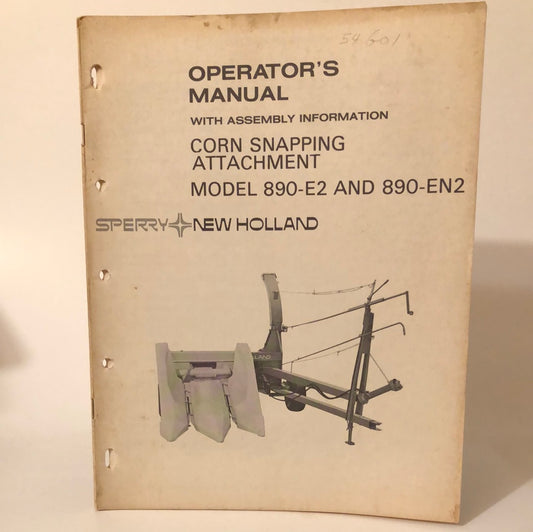 54601
OPERATOR'S
MANUAL
WITH ASSEMBLY INFORMATION
CORN SNAPPING
ATTACHMENT
MODEL 890-E2 AND 890-EN2
SPERRY NEW HOLLAND